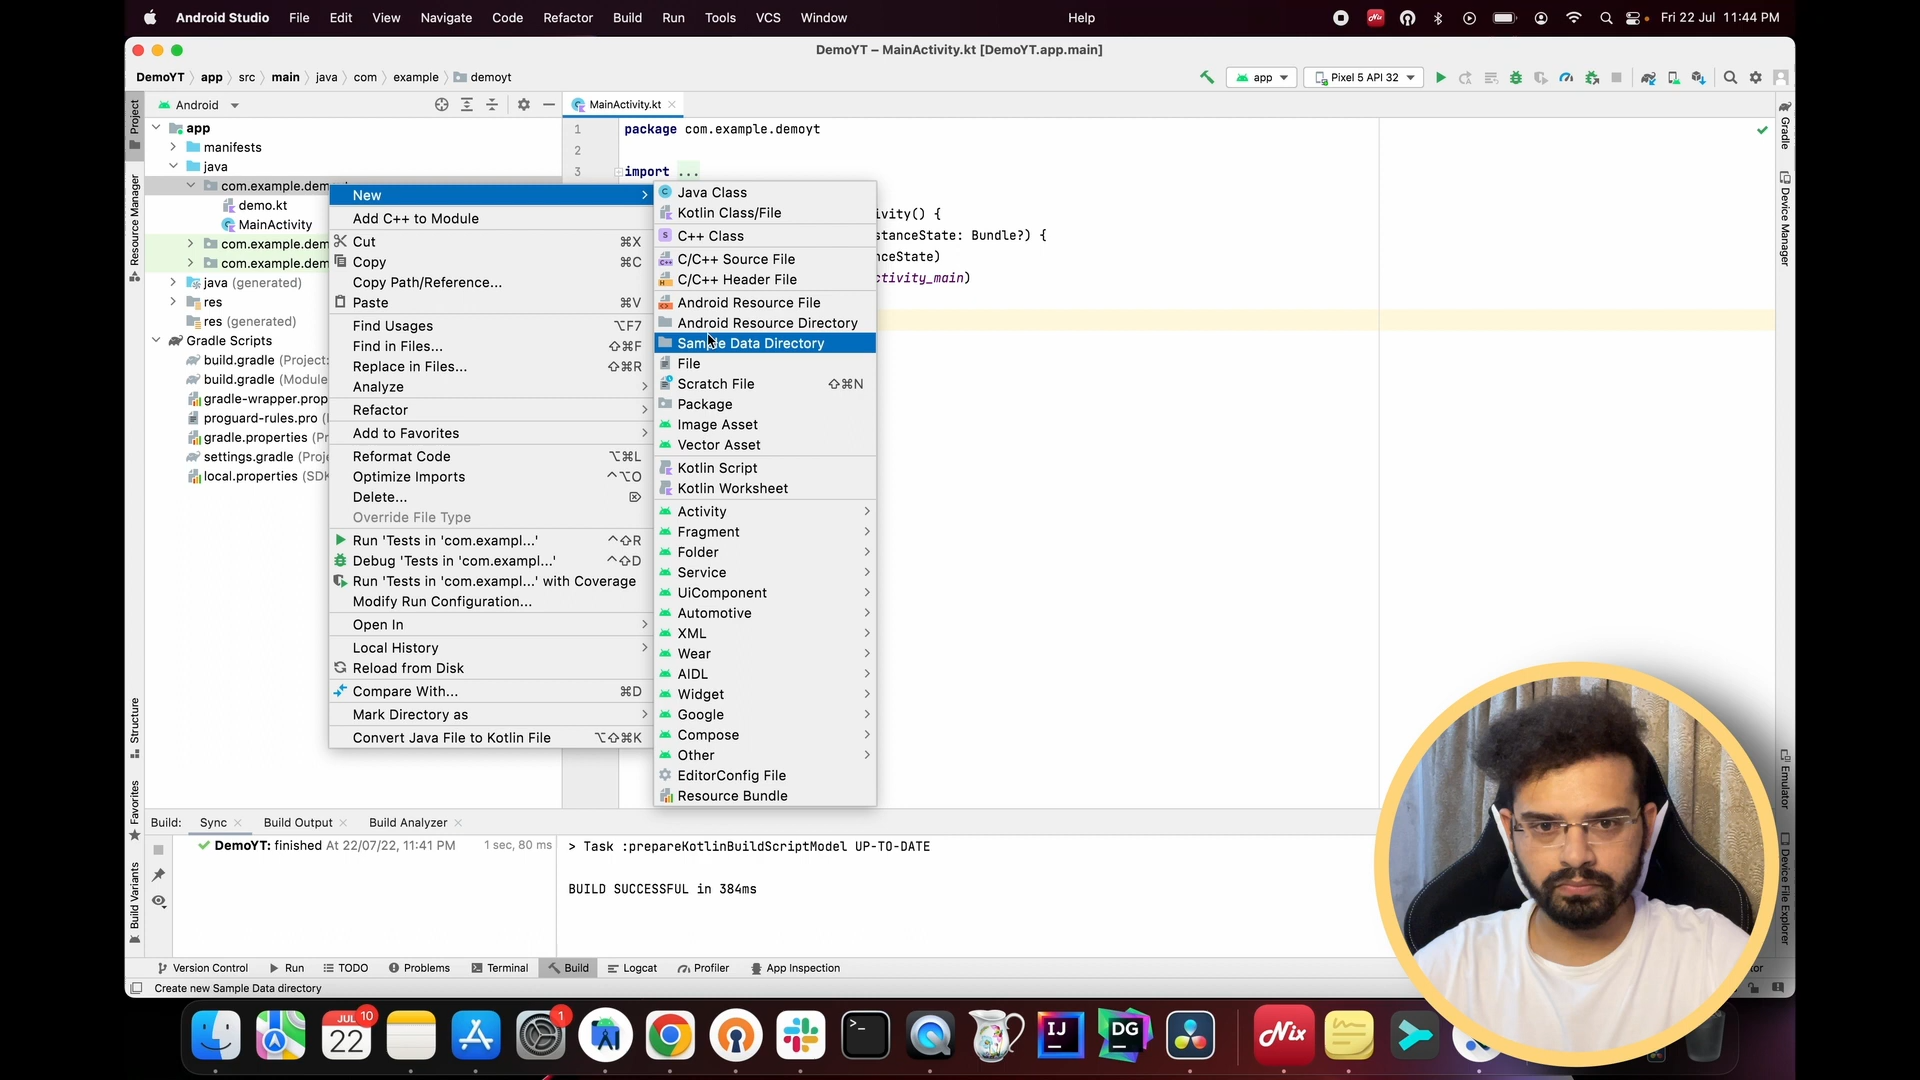 Android Studio File Edit View Navigate Code Refactor Build Run Tools VCS Window Help Fri 22 Jul 11:44 PM
DemoYT – MainActivity.kt [DemoYT.app.main]
DemoYT app src main java com example demoyt
app Pixel 5 API 32
Project
Resource Manager
Structure
Favorites
Build Variants
Android
app
manifests
java
com.example.dem
demo.kt
MainActivity
com.example.dem
com.example.dem
java (generated)
res
res (generated)
Gradle Scripts
build.gradle (Project:
build.gradle (Module
gradle-wrapper.prop
proguard-rules.pro (
gradle.properties (Pr
settings.gradle (Proje
local.properties (SDK
New
Add C++ to Module
Cut ⌘X
Copy ⌘C
Copy Path/Reference...
Paste ⌘V
Find Usages ⌥F7
Find in Files... ⇧⌘F
Replace in Files... ⇧⌘R
Analyze
Refactor
Add to Favorites
Reformat Code ⌥⌘L
Optimize Imports ^⌥O
Delete... ⌦
Override File Type
Run 'Tests in 'com.exampl...' ^⇧R
Debug 'Tests in 'com.exampl...' ^⇧D
Run 'Tests in 'com.exampl...' with Coverage
Modify Run Configuration...
Open In
Local History
Reload from Disk
Compare With... ⌘D
Mark Directory as
Convert Java File to Kotlin File ⌥⇧⌘K
Java Class
Kotlin Class/File
C++ Class
C/C++ Source File
C/C++ Header File
Android Resource File
Android Resource Directory
Sample Data Directory
File
Scratch File ⇧⌘N
Package
Image Asset
Vector Asset
Kotlin Script
Kotlin Worksheet
Activity
Fragment
Folder
Service
UiComponent
Automotive
XML
Wear
AIDL
Widget
Google
Compose
Other
EditorConfig File
Resource Bundle
MainActivity.kt
1 package com.example.demoyt
2
3 import ...
ivity() {
stanceState: Bundle?) {
nceState)
ctivity_main)
Gradle
Device Manager
Emulator
Device File Explorer
Build: Sync Build Output Build Analyzer
DemoYT: finished At 22/07/22, 11:41 PM 1 sec, 80 ms
> Task :prepareKotlinBuildScriptModel UP-TO-DATE
BUILD SUCCESSFUL in 384ms
Version Control Run TODO Problems Terminal Build Logcat Profiler App Inspection tor
Create new Sample Data directory
JUL 10
22
1
>_
IJ
DG
Nix